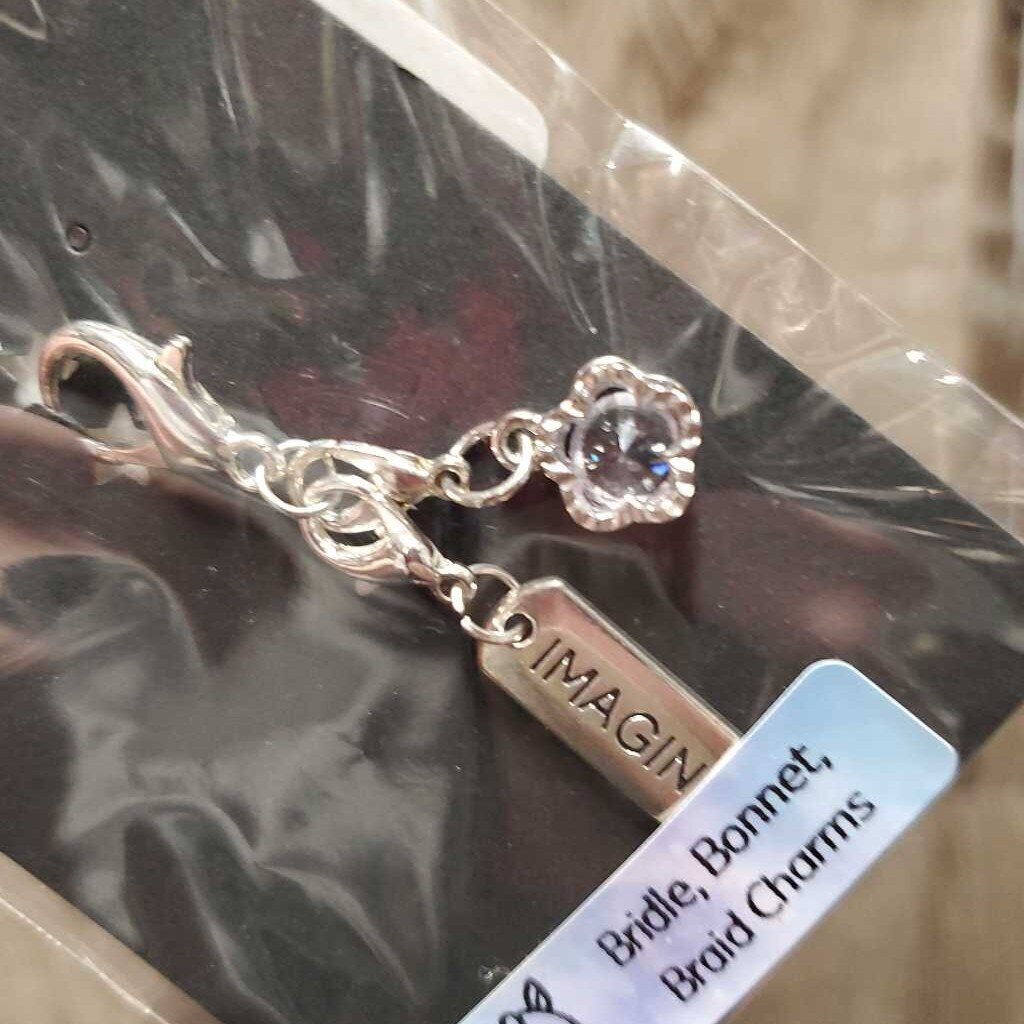 IMAGIN
Bridle, Bonnet,
Braid Charms